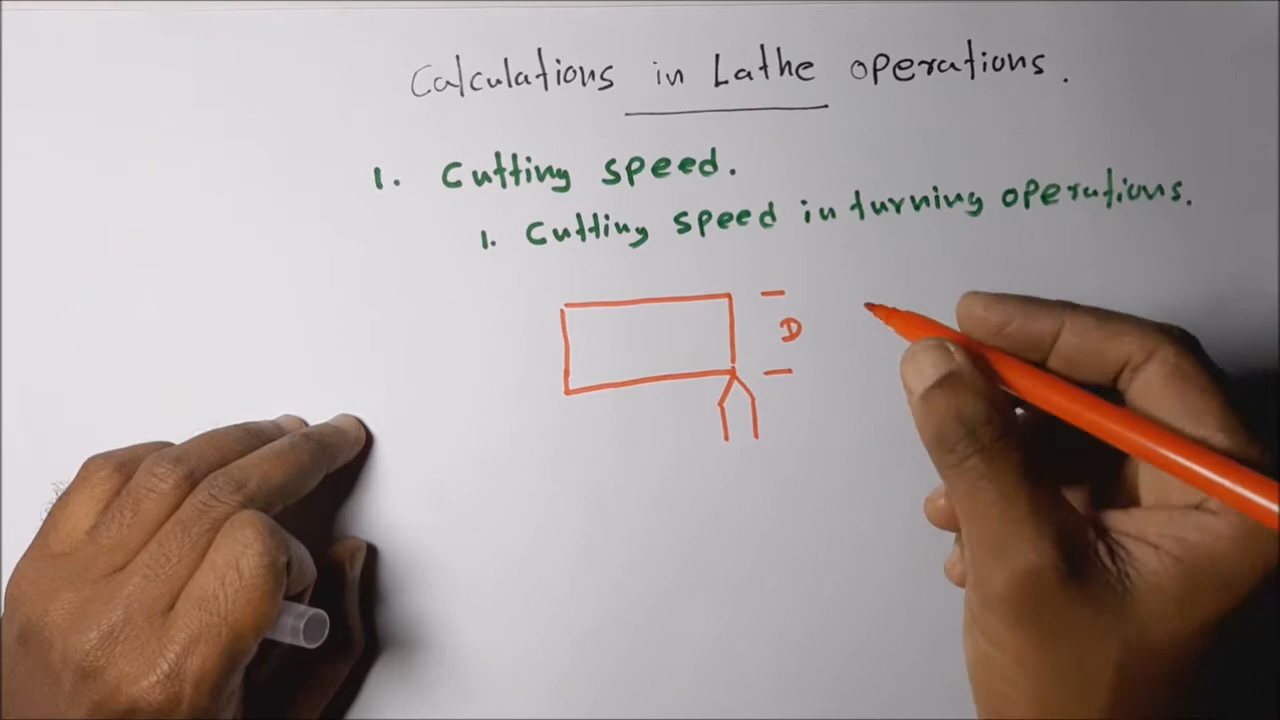 Calculations in Lathe operations.
1. Cutting speed.
1. Cutting speed in turning operations.
D